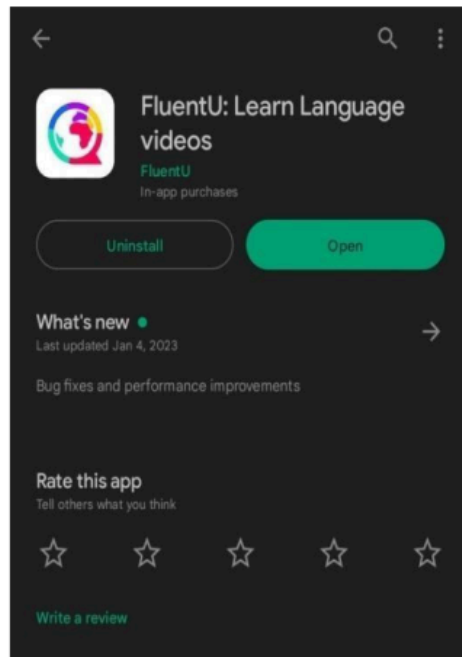 FluentU: Learn Language
videos
FluentU
In-app purchases
Uninstall
Open
What's new
Last updated Jan 4, 2023
Bug fixes and performance improvements
Rate this app
Tell others what you think
Write a review